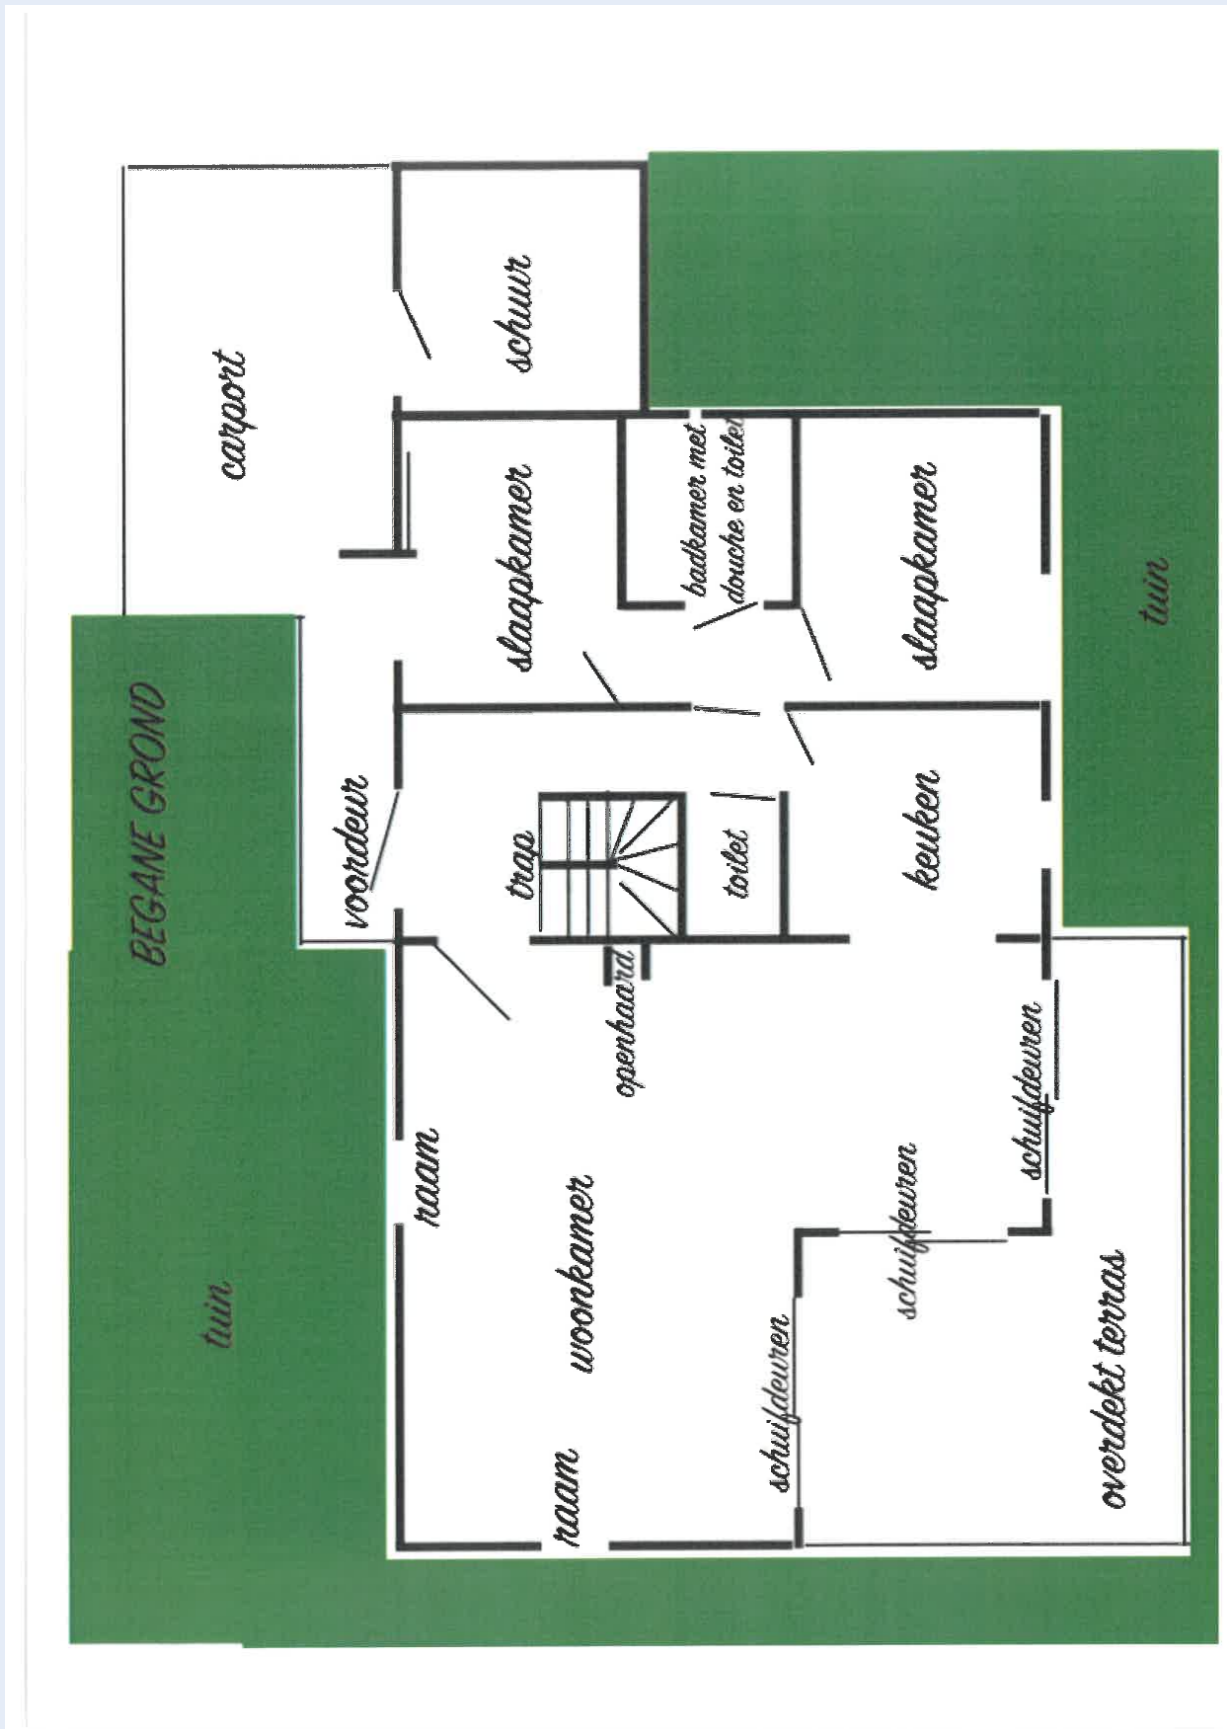 BEGANE GROND
tuin
carport
voordeur
raam
schuur
slaapkamer
trap
openhaard
woonkamer
raam
badkamer met
douche en toilet
toilet
schuifdeuren
slaapkamer
keuken
schuifdeuren
schuifdeuren
overdekt terras
tuin